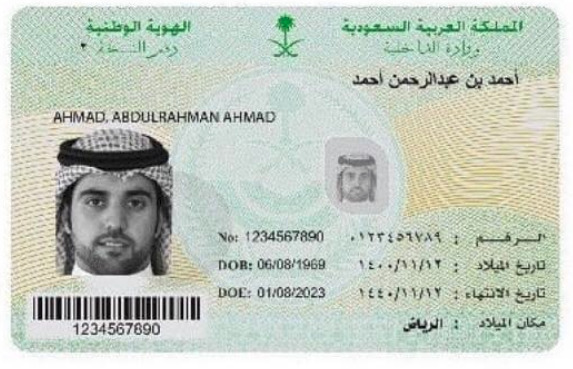 المملكة العربية السعودية
وزارة الداخلية
الهوية الوطنية
رقم النسخة ٢
أحمد بن عبدالرحمن أحمد
AHMAD, ABDULRAHMAN AHMAD
No: 1234567890 الرقم : ٠١٢٣٤٥٦٧٨٩
DOB: 06/08/1969 تاريخ الميلاد : ١٤٠٠/١١/١٢
DOE: 01/08/2023 تاريخ الانتهاء : ١٤٤٠/١١/١٢
مكان الميلاد : الرياض
1234567890